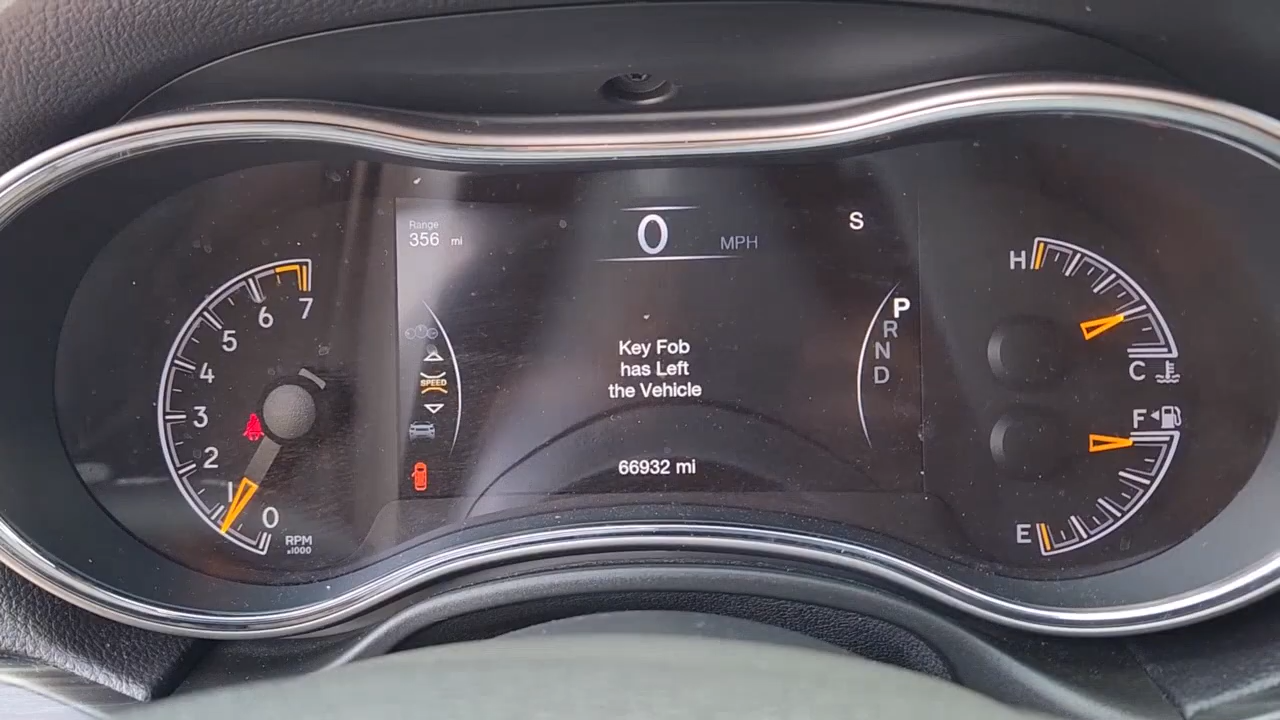 Range
356 mi
0 MPH
S
7
6
5
4
3
2
1
0
RPM
x1000
SPEED
Key Fob
has Left
the Vehicle
66932 mi
P
R
N
D
H
C
F
E